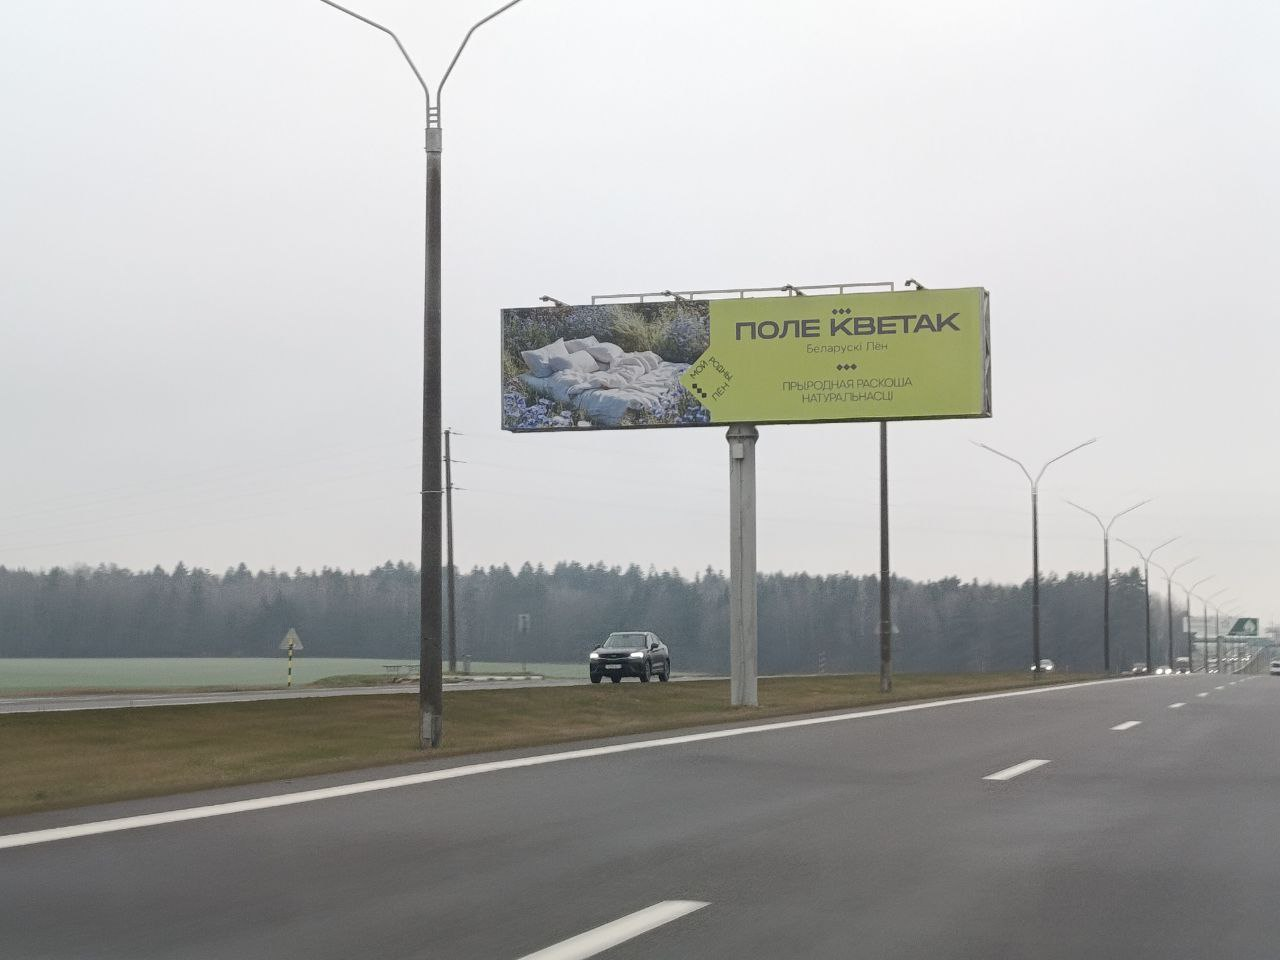 ПОЛЕ КВЕТАК
Беларускі Лён
МОЙ РОДНЫ
ЛЁН
ПРЫРОДНАЯ РАСКОША
НАТУРАЛЬНАСЦІ